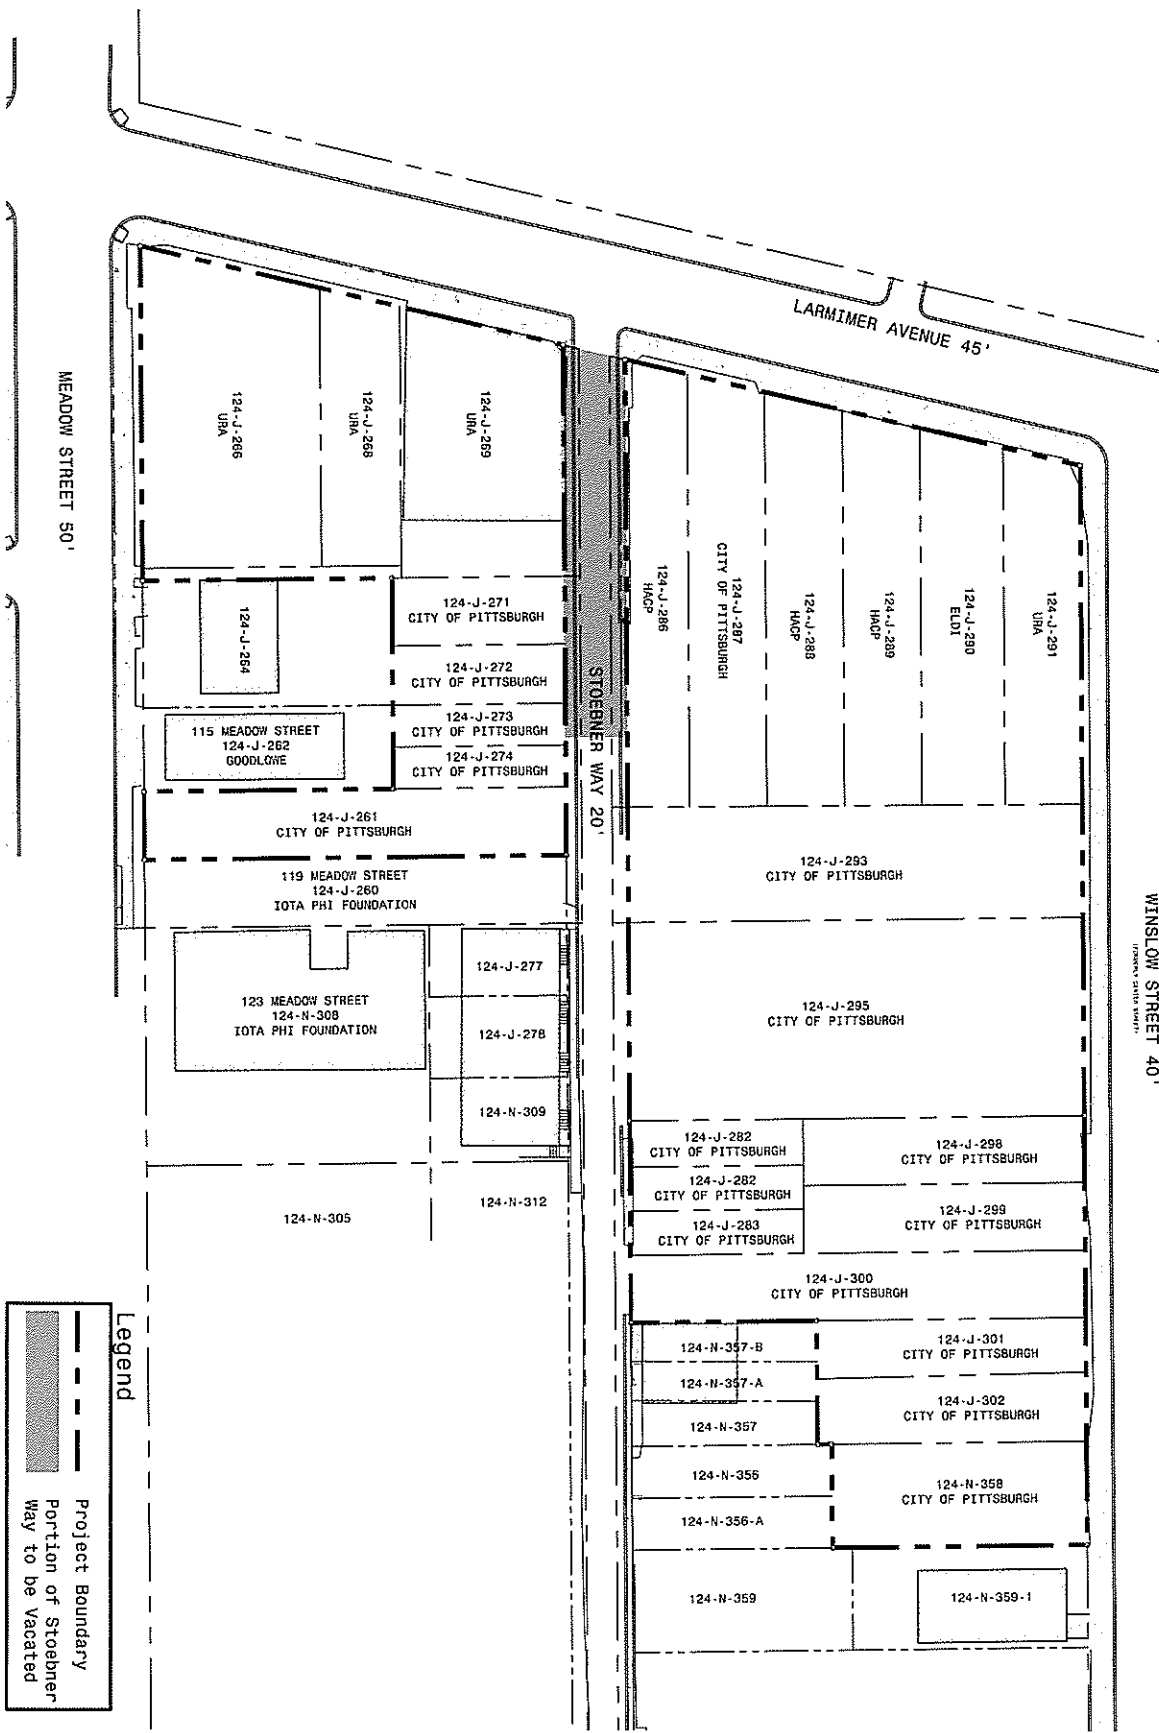 LARMIMER AVENUE 45'
MEADOW STREET 50'
WINSLOW STREET 40'
STOEBNER WAY 20'
124-J-266
URA
124-J-268
URA
124-J-269
URA
124-J-286
HACP
124-J-287
CITY OF PITTSBURGH
124-J-288
HACP
124-J-289
HACP
124-J-290
ELDI
124-J-291
URA
124-J-264
124-J-271
CITY OF PITTSBURGH
124-J-272
CITY OF PITTSBURGH
124-J-273
CITY OF PITTSBURGH
124-J-274
CITY OF PITTSBURGH
115 MEADOW STREET
124-J-262
GOODLOWE
124-J-261
CITY OF PITTSBURGH
119 MEADOW STREET
124-J-260
IOTA PHI FOUNDATION
123 MEADOW STREET
124-N-308
IOTA PHI FOUNDATION
124-J-277
124-J-278
124-N-309
124-N-305
124-N-312
124-J-293
CITY OF PITTSBURGH
124-J-295
CITY OF PITTSBURGH
124-J-282
CITY OF PITTSBURGH
124-J-282
CITY OF PITTSBURGH
124-J-283
CITY OF PITTSBURGH
124-J-298
CITY OF PITTSBURGH
124-J-299
CITY OF PITTSBURGH
124-J-300
CITY OF PITTSBURGH
124-J-301
CITY OF PITTSBURGH
124-J-302
CITY OF PITTSBURGH
124-N-357-B
124-N-357-A
124-N-357
124-N-356
124-N-356-A
124-N-358
CITY OF PITTSBURGH
124-N-359
124-N-359-1
Legend
Project Boundary
Portion of Stoebner
Way to be Vacated